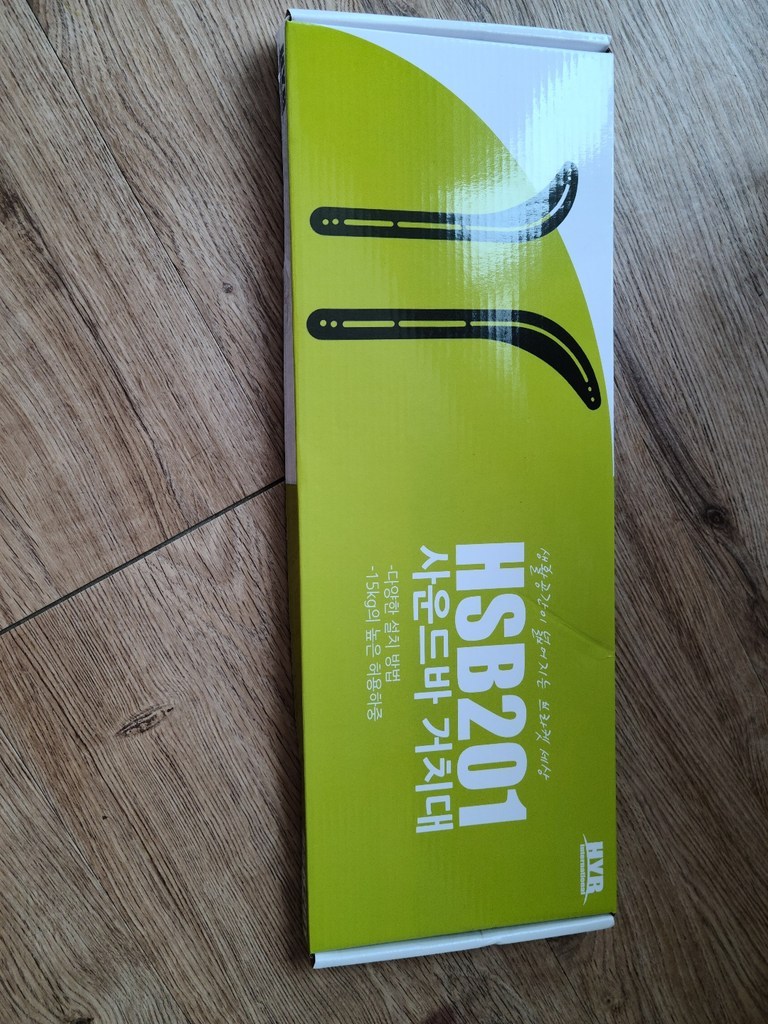 생활공간이 넓어지는 브라켓 세상
HSB201
사운드바 거치대
-다양한 설치 방법
-15kg의 높은 허용하중
HYB
International